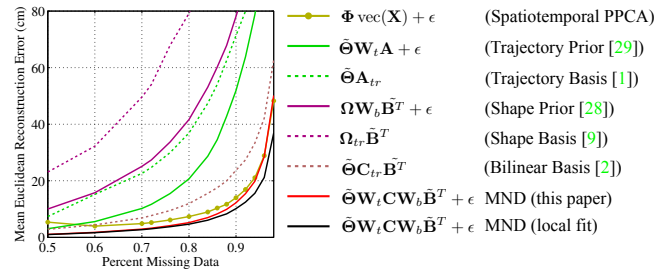 Mean Euclidean Reconstruction Error (cm)
80
60
40
20
0
0.5 0.6 0.7 0.8 0.9
Percent Missing Data
Φ vec(X) + ϵ (Spatiotemporal PPCA)
Θ̃W_tA + ϵ (Trajectory Prior [29])
Θ̃A_tr (Trajectory Basis [1])
ΩW_bB̃^T + ϵ (Shape Prior [28])
Ω_trB̃^T (Shape Basis [9])
Θ̃C_trB̃^T (Bilinear Basis [2])
Θ̃W_tCW_bB̃^T + ϵ MND (this paper)
Θ̃W_tCW_bB̃^T + ϵ MND (local fit)